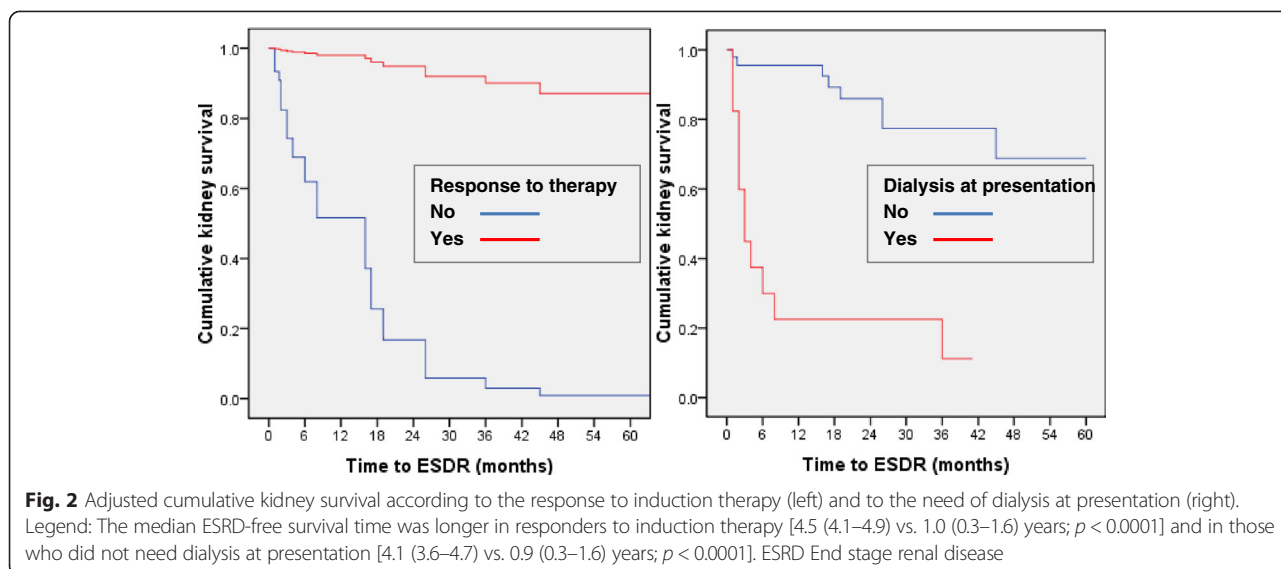 Cumulative kidney survival
1.0
0.8
0.6
0.4
0.2
0.0
Response to therapy
No
Yes
0 6 12 18 24 30 36 42 48 54 60
Time to ESDR (months)
Cumulative kidney survival
1.0
0.8
0.6
0.4
0.2
0.0
Dialysis at presentation
No
Yes
0 6 12 18 24 30 36 42 48 54 60
Time to ESDR (months)
Fig. 2 Adjusted cumulative kidney survival according to the response to induction therapy (left) and to the need of dialysis at presentation (right).
Legend: The median ESRD-free survival time was longer in responders to induction therapy [4.5 (4.1–4.9) vs. 1.0 (0.3–1.6) years; p < 0.0001] and in those
who did not need dialysis at presentation [4.1 (3.6–4.7) vs. 0.9 (0.3–1.6) years; p < 0.0001]. ESRD End stage renal disease